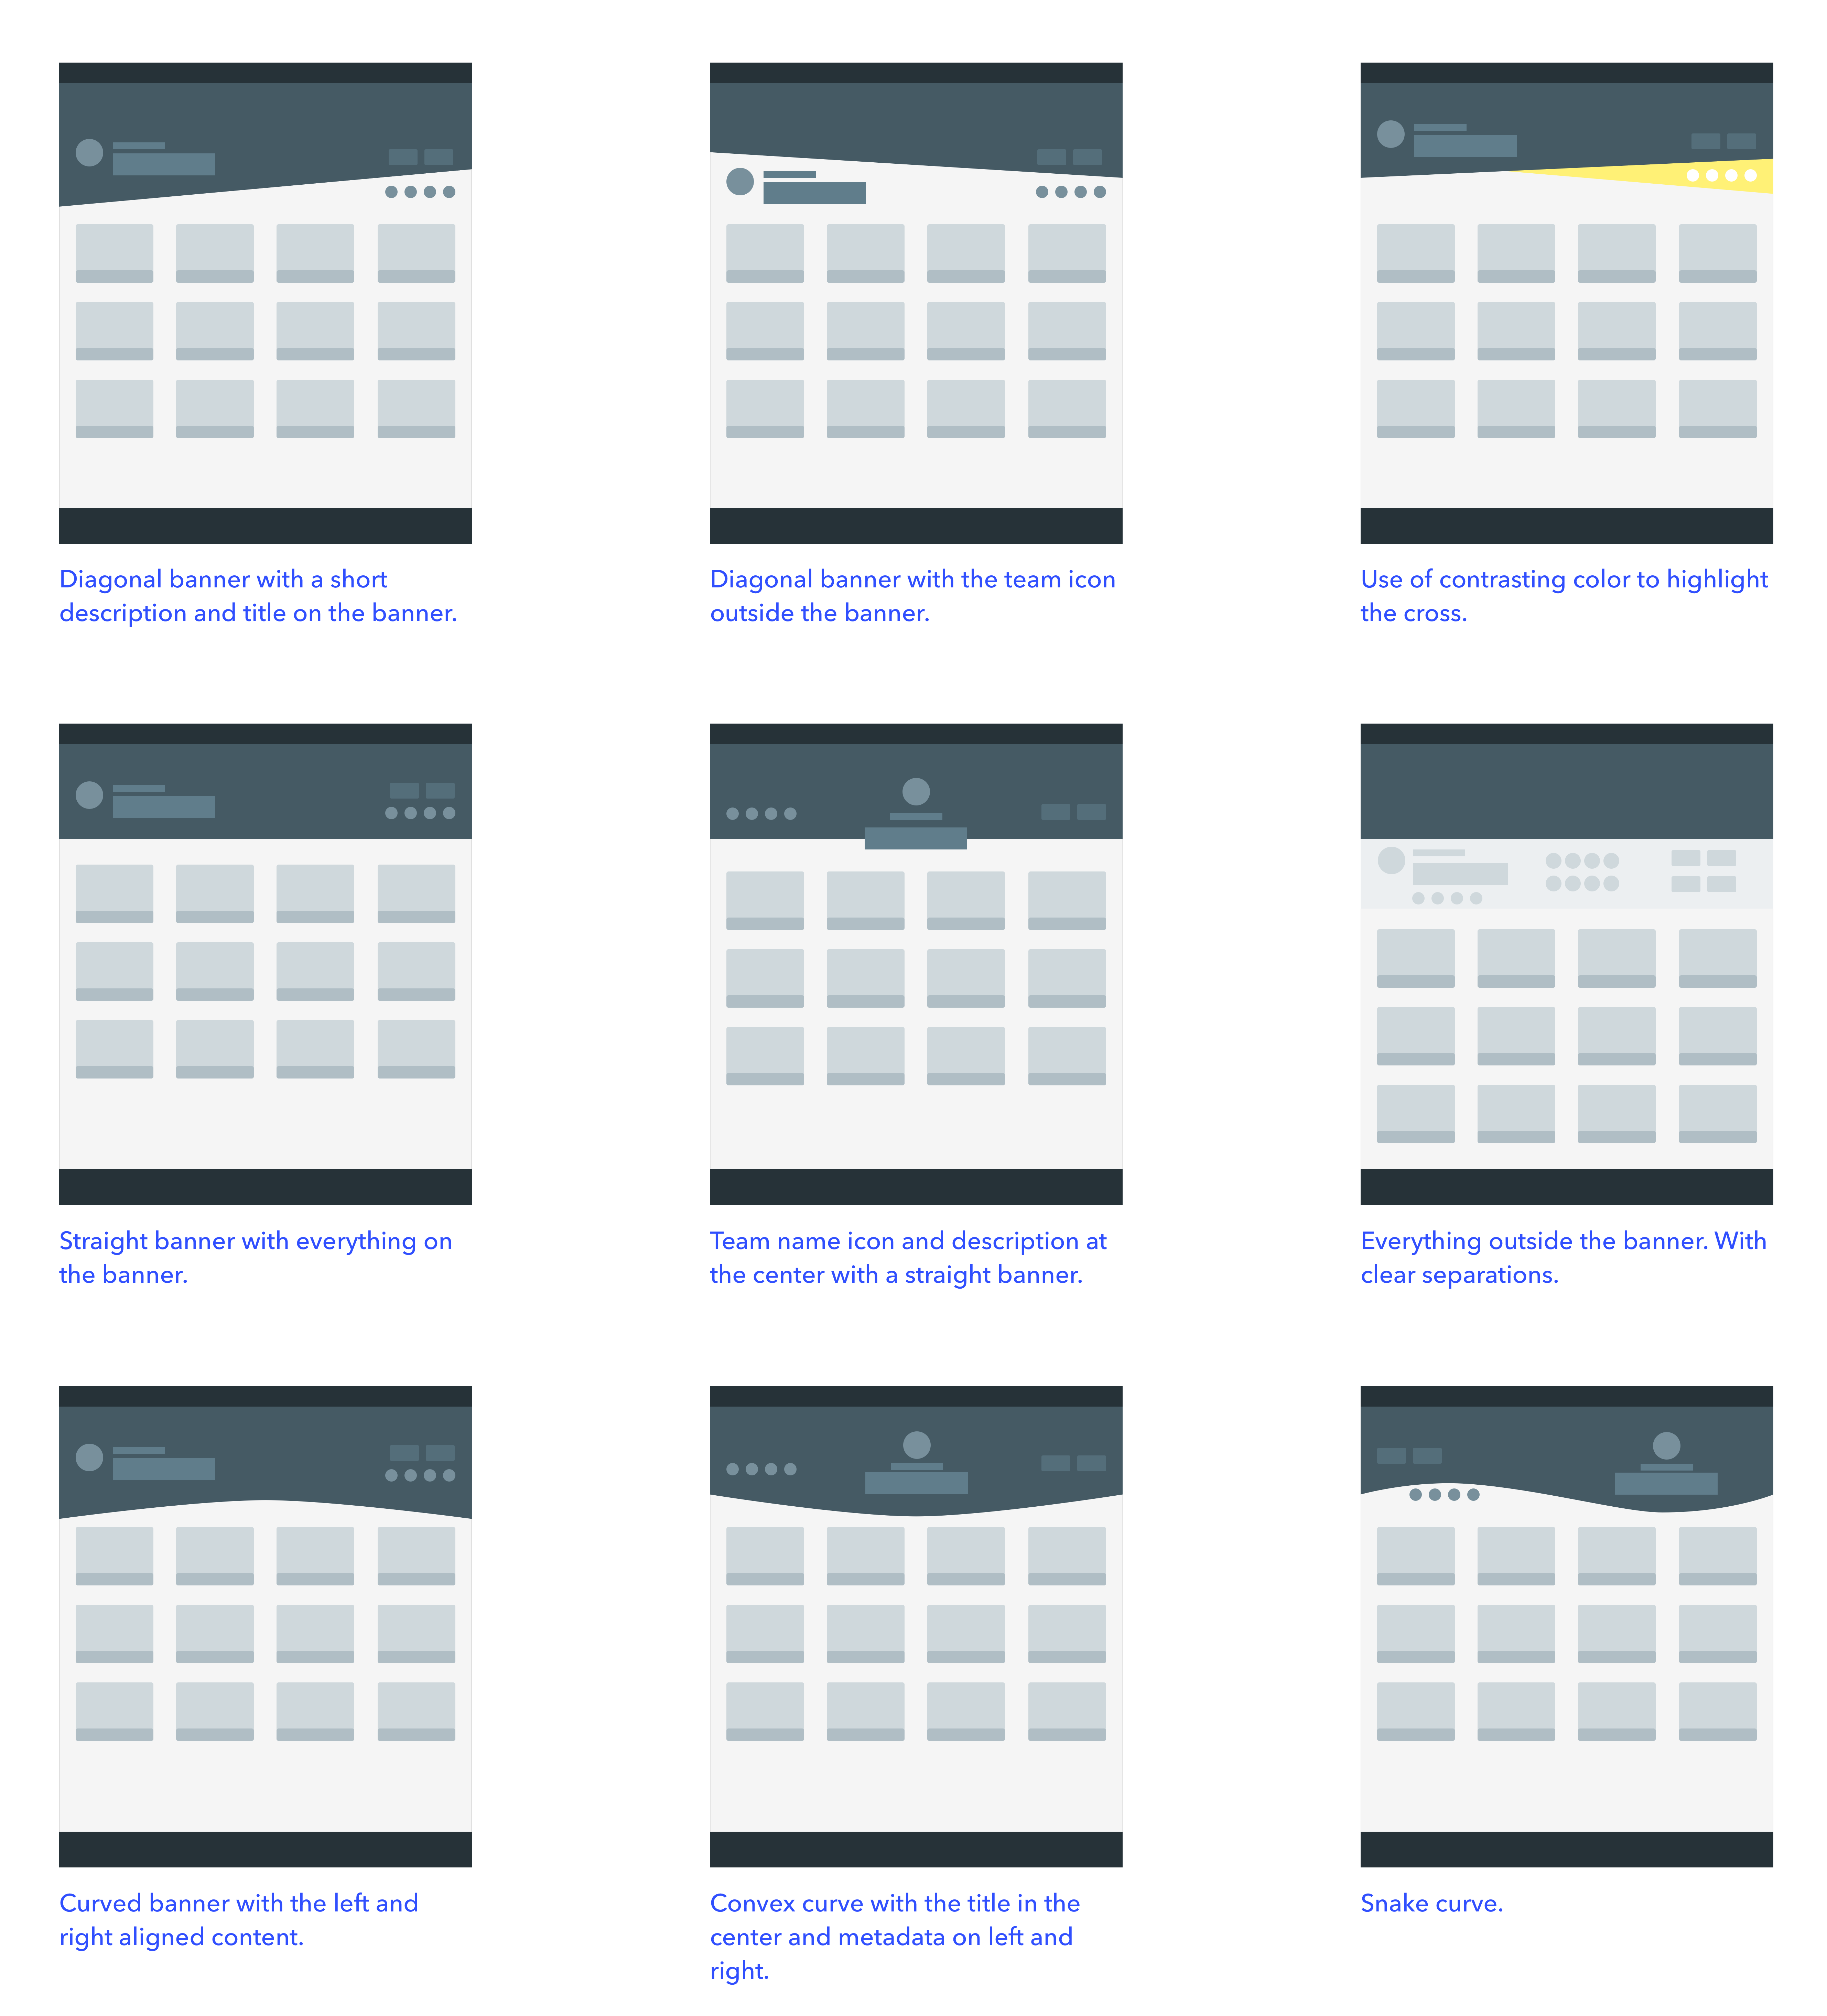 Diagonal banner with a short
description and title on the banner.
Diagonal banner with the team icon
outside the banner.
Use of contrasting color to highlight
the cross.
Straight banner with everything on
the banner.
Team name icon and description at
the center with a straight banner.
Everything outside the banner. With
clear separations.
Curved banner with the left and
right aligned content.
Convex curve with the title in the
center and metadata on left and
right.
Snake curve.